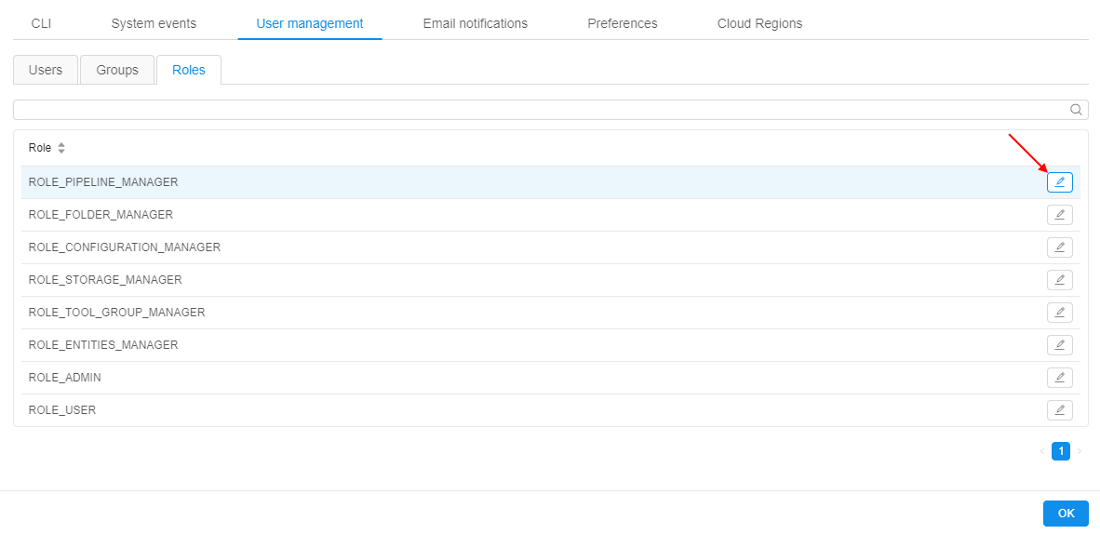 CLI System events User management Email notifications Preferences Cloud Regions
Users Groups Roles
Role
ROLE_PIPELINE_MANAGER
ROLE_FOLDER_MANAGER
ROLE_CONFIGURATION_MANAGER
ROLE_STORAGE_MANAGER
ROLE_TOOL_GROUP_MANAGER
ROLE_ENTITIES_MANAGER
ROLE_ADMIN
ROLE_USER
1
OK